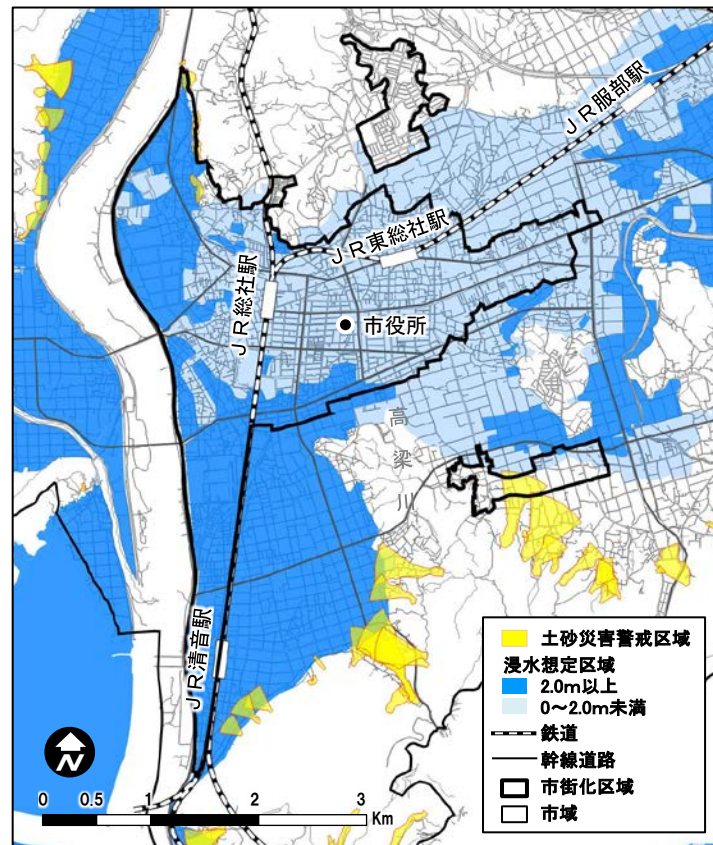 JR服部駅
JR東総社駅
JR総社駅
市役所
高梁川
JR清音駅
土砂災害警戒区域
浸水想定区域
2.0m以上
0〜2.0m未満
鉄道
幹線道路
市街化区域
市域
N
0 0.5 1 2 3
Km